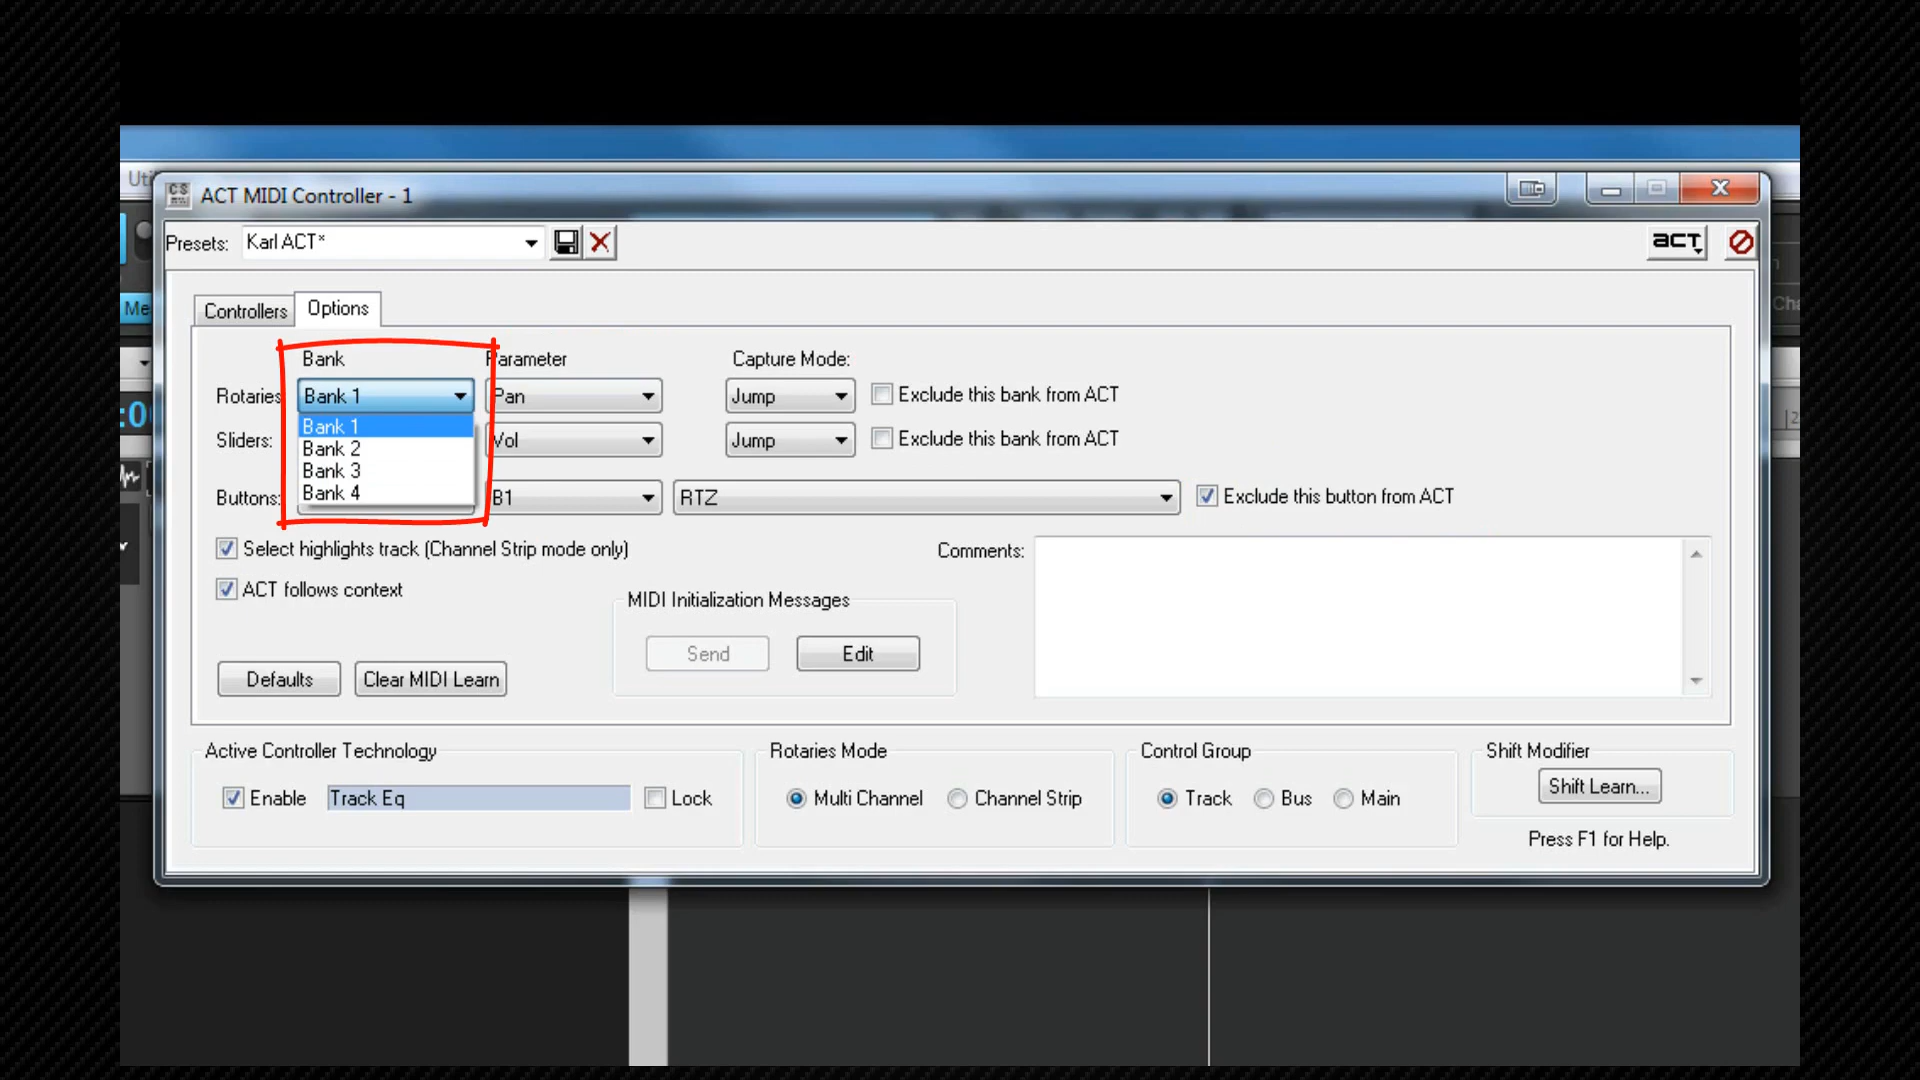 Uti
ACT MIDI Controller - 1
Presets: Karl ACT*
ACT
Me
Controllers Options
Bank Parameter Capture Mode:
Rotaries Bank 1 Pan Jump Exclude this bank from ACT
Bank 1
Sliders: Vol Jump Exclude this bank from ACT
Bank 2
Bank 3
Bank 4
Buttons: B1 RTZ Exclude this button from ACT
Select highlights track (Channel Strip mode only) Comments:
ACT follows context
MIDI Initialization Messages
Send Edit
Defaults Clear MIDI Learn
Active Controller Technology Rotaries Mode Control Group Shift Modifier
Enable Track Eq Lock Multi Channel Channel Strip Track Bus Main Shift Learn...
Press F1 for Help.